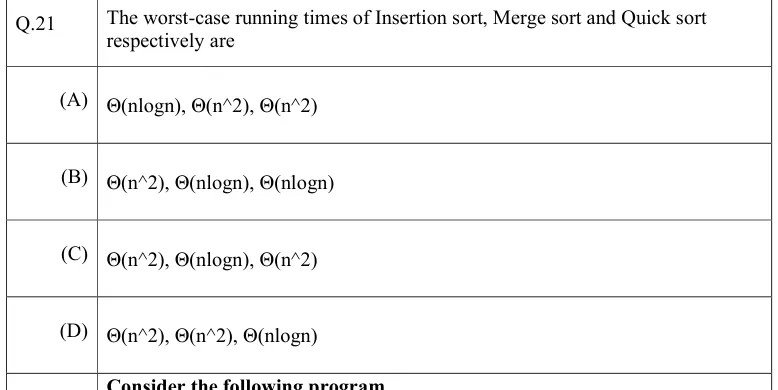 Q.21
The worst-case running times of Insertion sort, Merge sort and Quick sort
respectively are
(A) Θ(nlogn), Θ(n^2), Θ(n^2)
(B) Θ(n^2), Θ(nlogn), Θ(nlogn)
(C) Θ(n^2), Θ(nlogn), Θ(n^2)
(D) Θ(n^2), Θ(n^2), Θ(nlogn)
Consider the following program